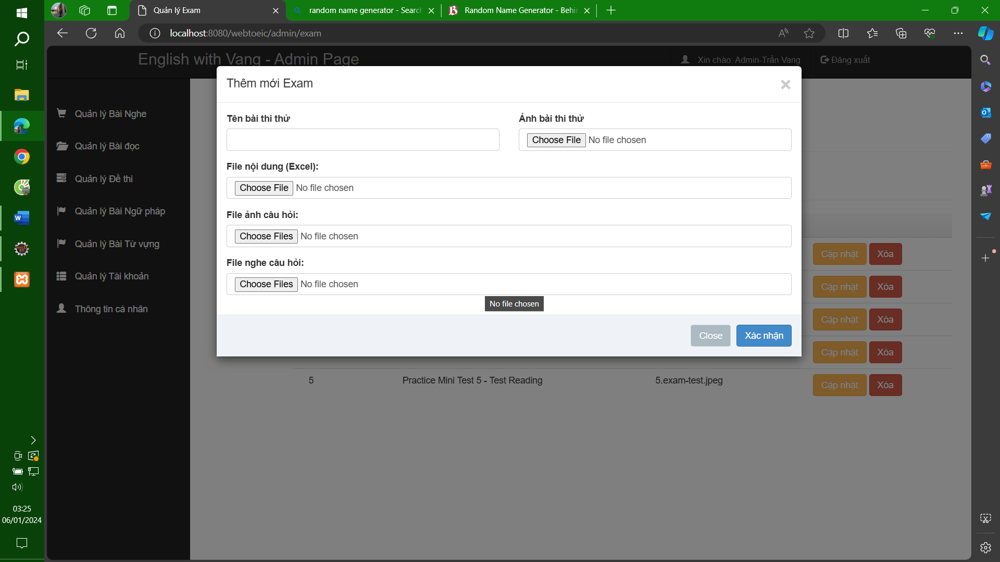 Quản lý Exam
random name generator - Search
Random Name Generator - Behin
localhost:8080/webtoeic/admin/exam
English with Vang - Admin Page
Xin chào: Admin-Trần Vang
Đăng xuất
Thêm mới Exam
Quản lý Bài Nghe
Quản lý Bài đọc
Quản lý Đề thi
Quản lý Bài Ngữ pháp
Quản lý Bài Từ vựng
Quản lý Tài khoản
Thông tin cá nhân
Tên bài thi thử
Ảnh bài thi thử
Choose File No file chosen
File nội dung (Excel):
Choose File No file chosen
File ảnh câu hỏi:
Choose Files No file chosen
File nghe câu hỏi:
Choose Files No file chosen
No file chosen
Close
Xác nhận
Cập nhật Xóa
Cập nhật Xóa
Cập nhật Xóa
Cập nhật Xóa
5 Practice Mini Test 5 - Test Reading 5.exam-test.jpeg Cập nhật Xóa
03:25
06/01/2024